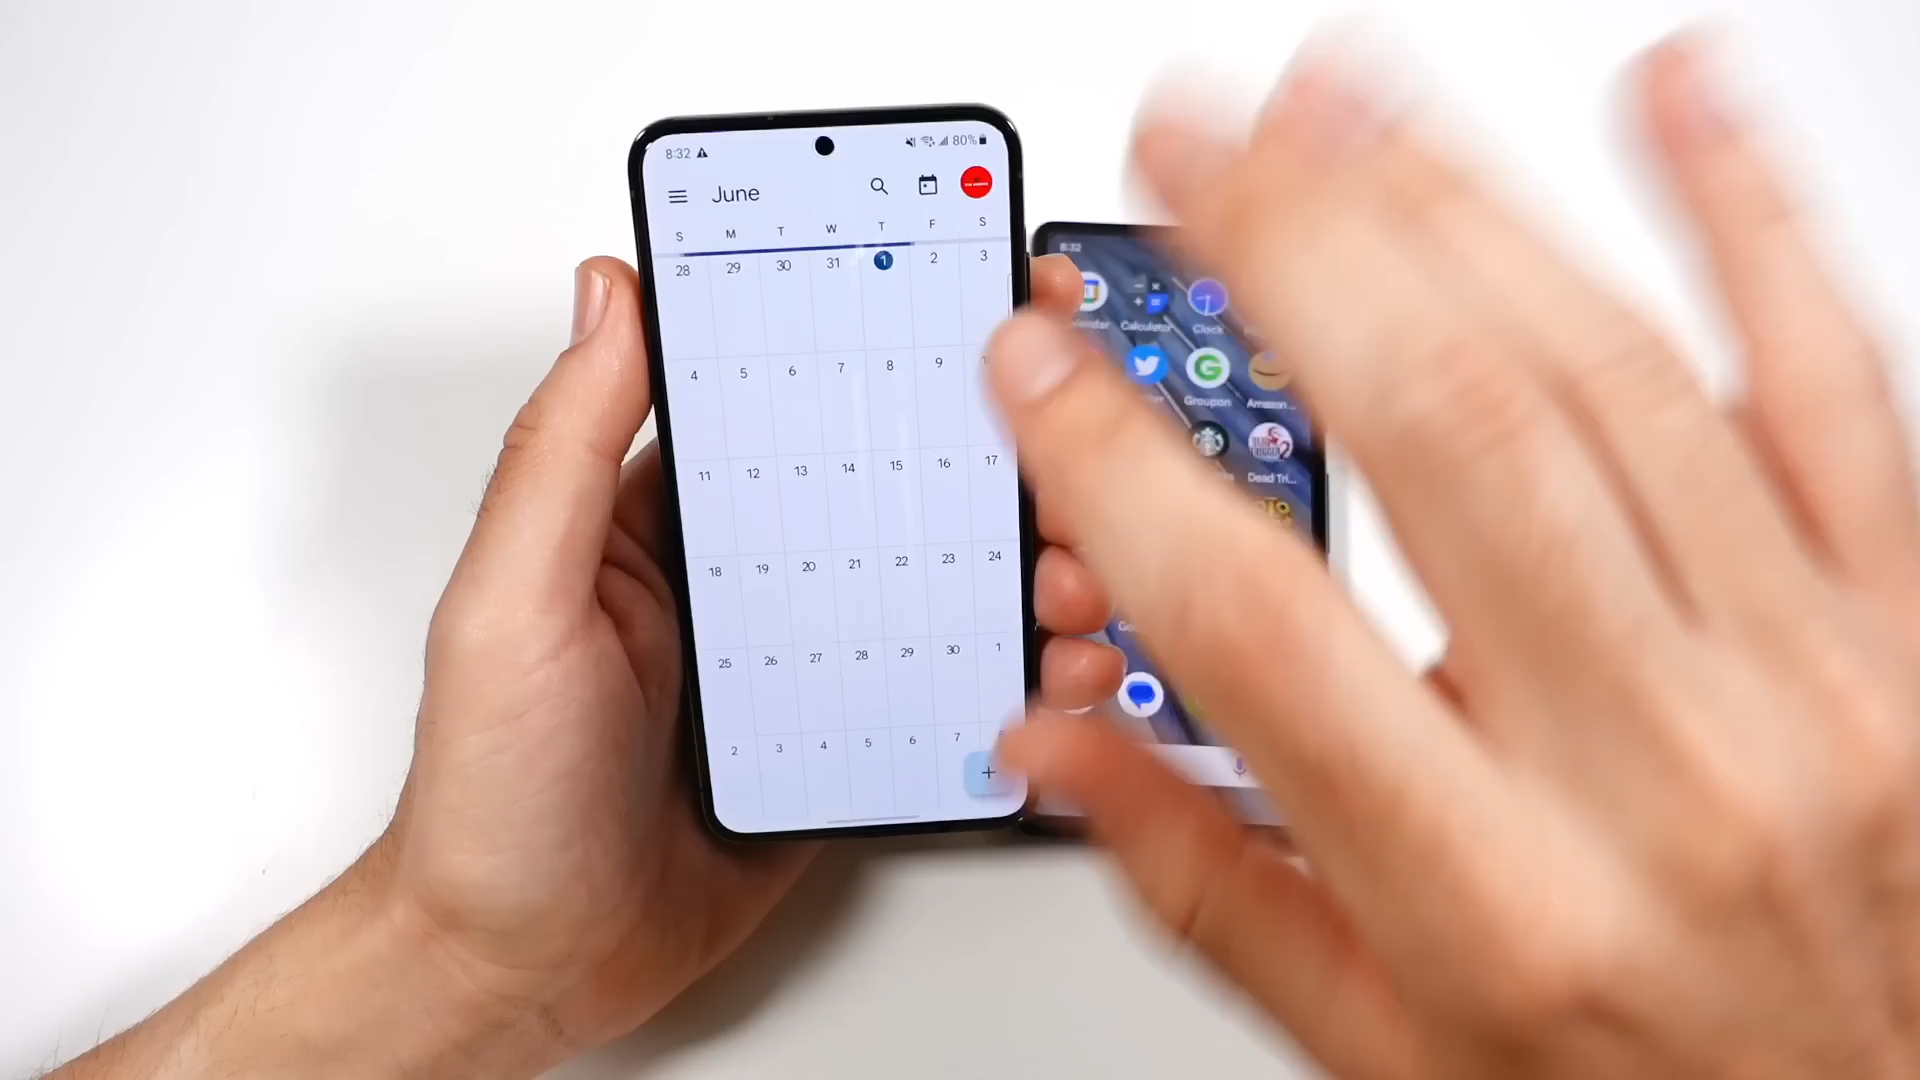 8:32 80%
June
S M T W T F S
28 29 30 31 1 2 3
4 5 6 7 8 9
11 12 13 14 15 16 17
18 19 20 21 22 23 24
25 26 27 28 29 30 1
2 3 4 5 6 7
+
8:32
Calculator Clock
Groupon Amazon...
Dead Tri...